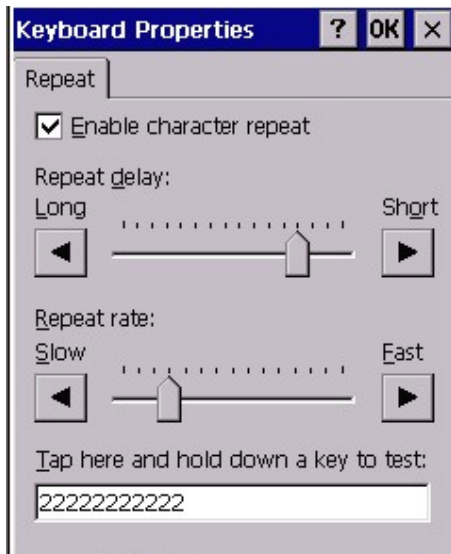 Keyboard Properties ? OK ×
Repeat
Enable character repeat
Repeat delay:
Long Short
Repeat rate:
Slow Fast
Tap here and hold down a key to test:
22222222222